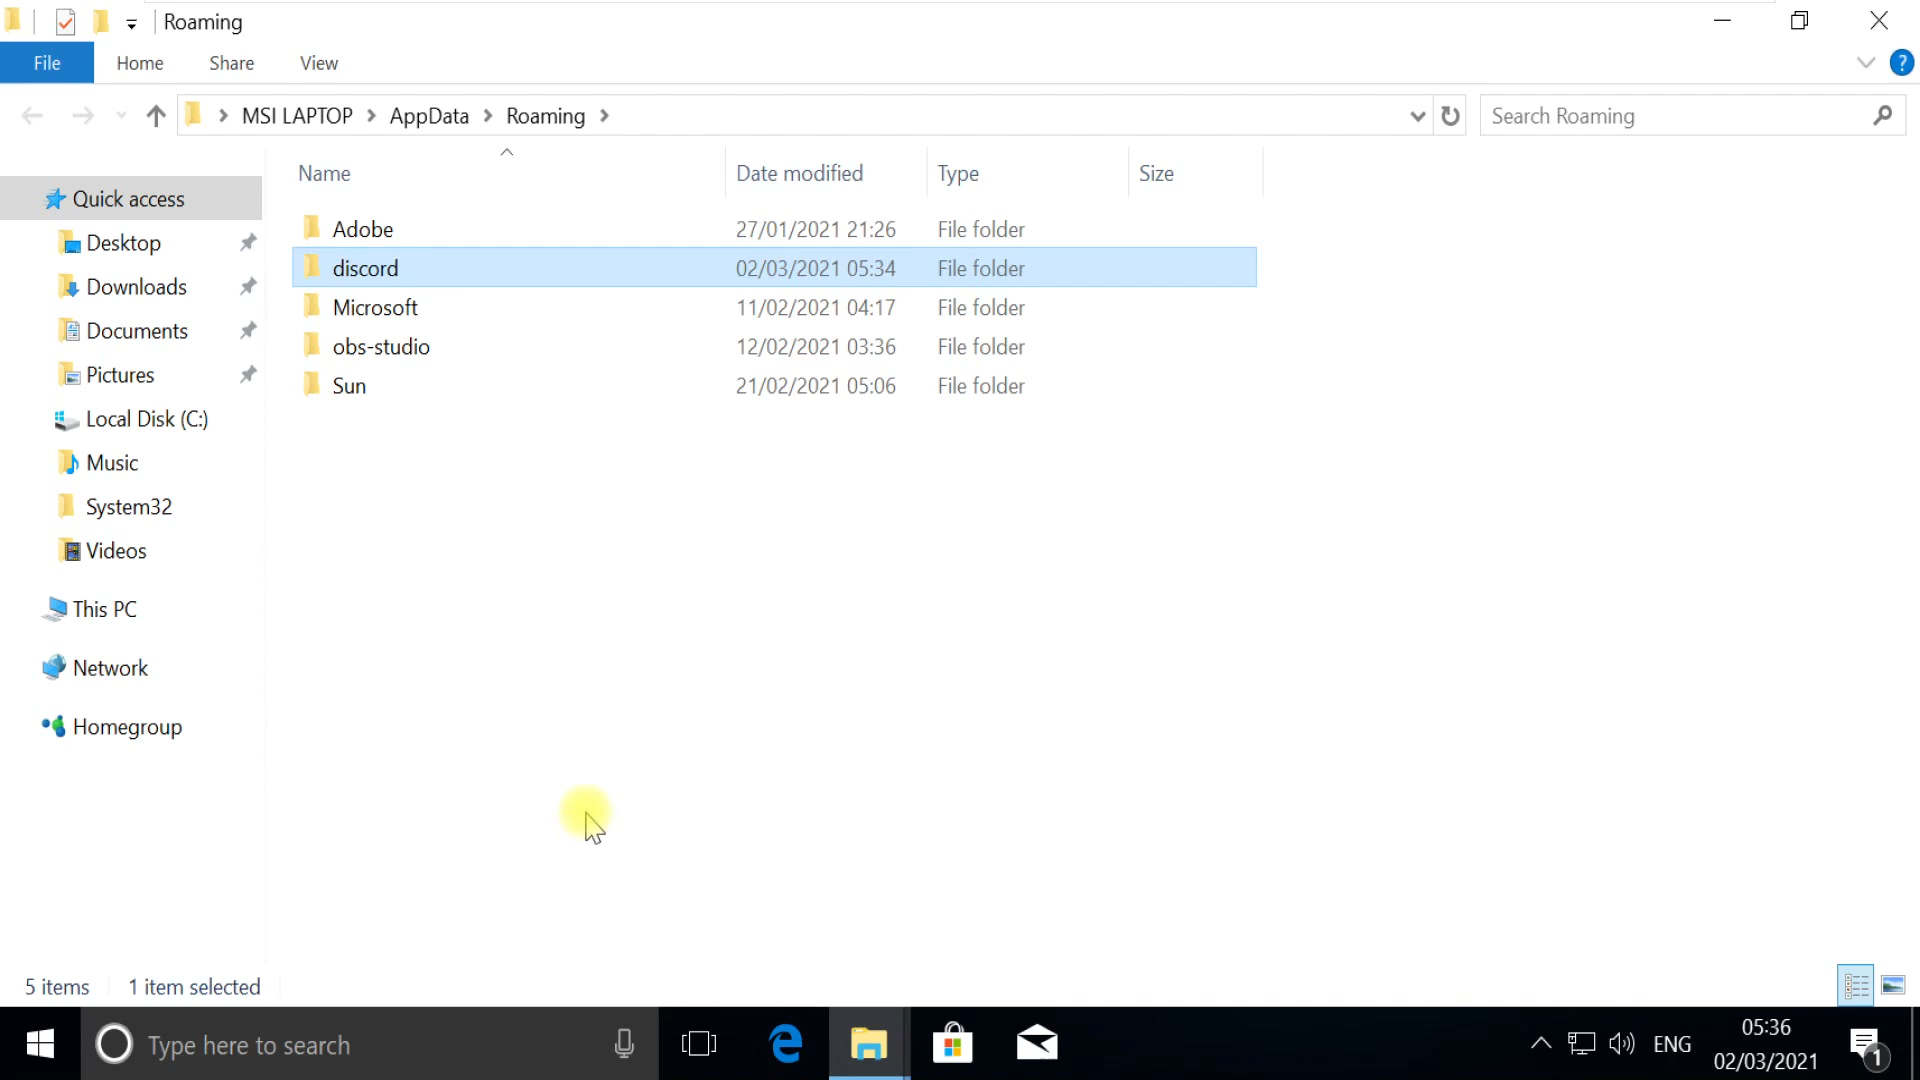 Roaming
File Home Share View ?
MSI LAPTOP AppData Roaming Search Roaming
Name Date modified Type Size
Quick access
Desktop
Downloads
Documents
Pictures
Local Disk (C:)
Music
System32
Videos
This PC
Network
Homegroup
Adobe 27/01/2021 21:26 File folder
discord 02/03/2021 05:34 File folder
Microsoft 11/02/2021 04:17 File folder
obs-studio 12/02/2021 03:36 File folder
Sun 21/02/2021 05:06 File folder
5 items 1 item selected
Type here to search ENG 05:36
02/03/2021
1